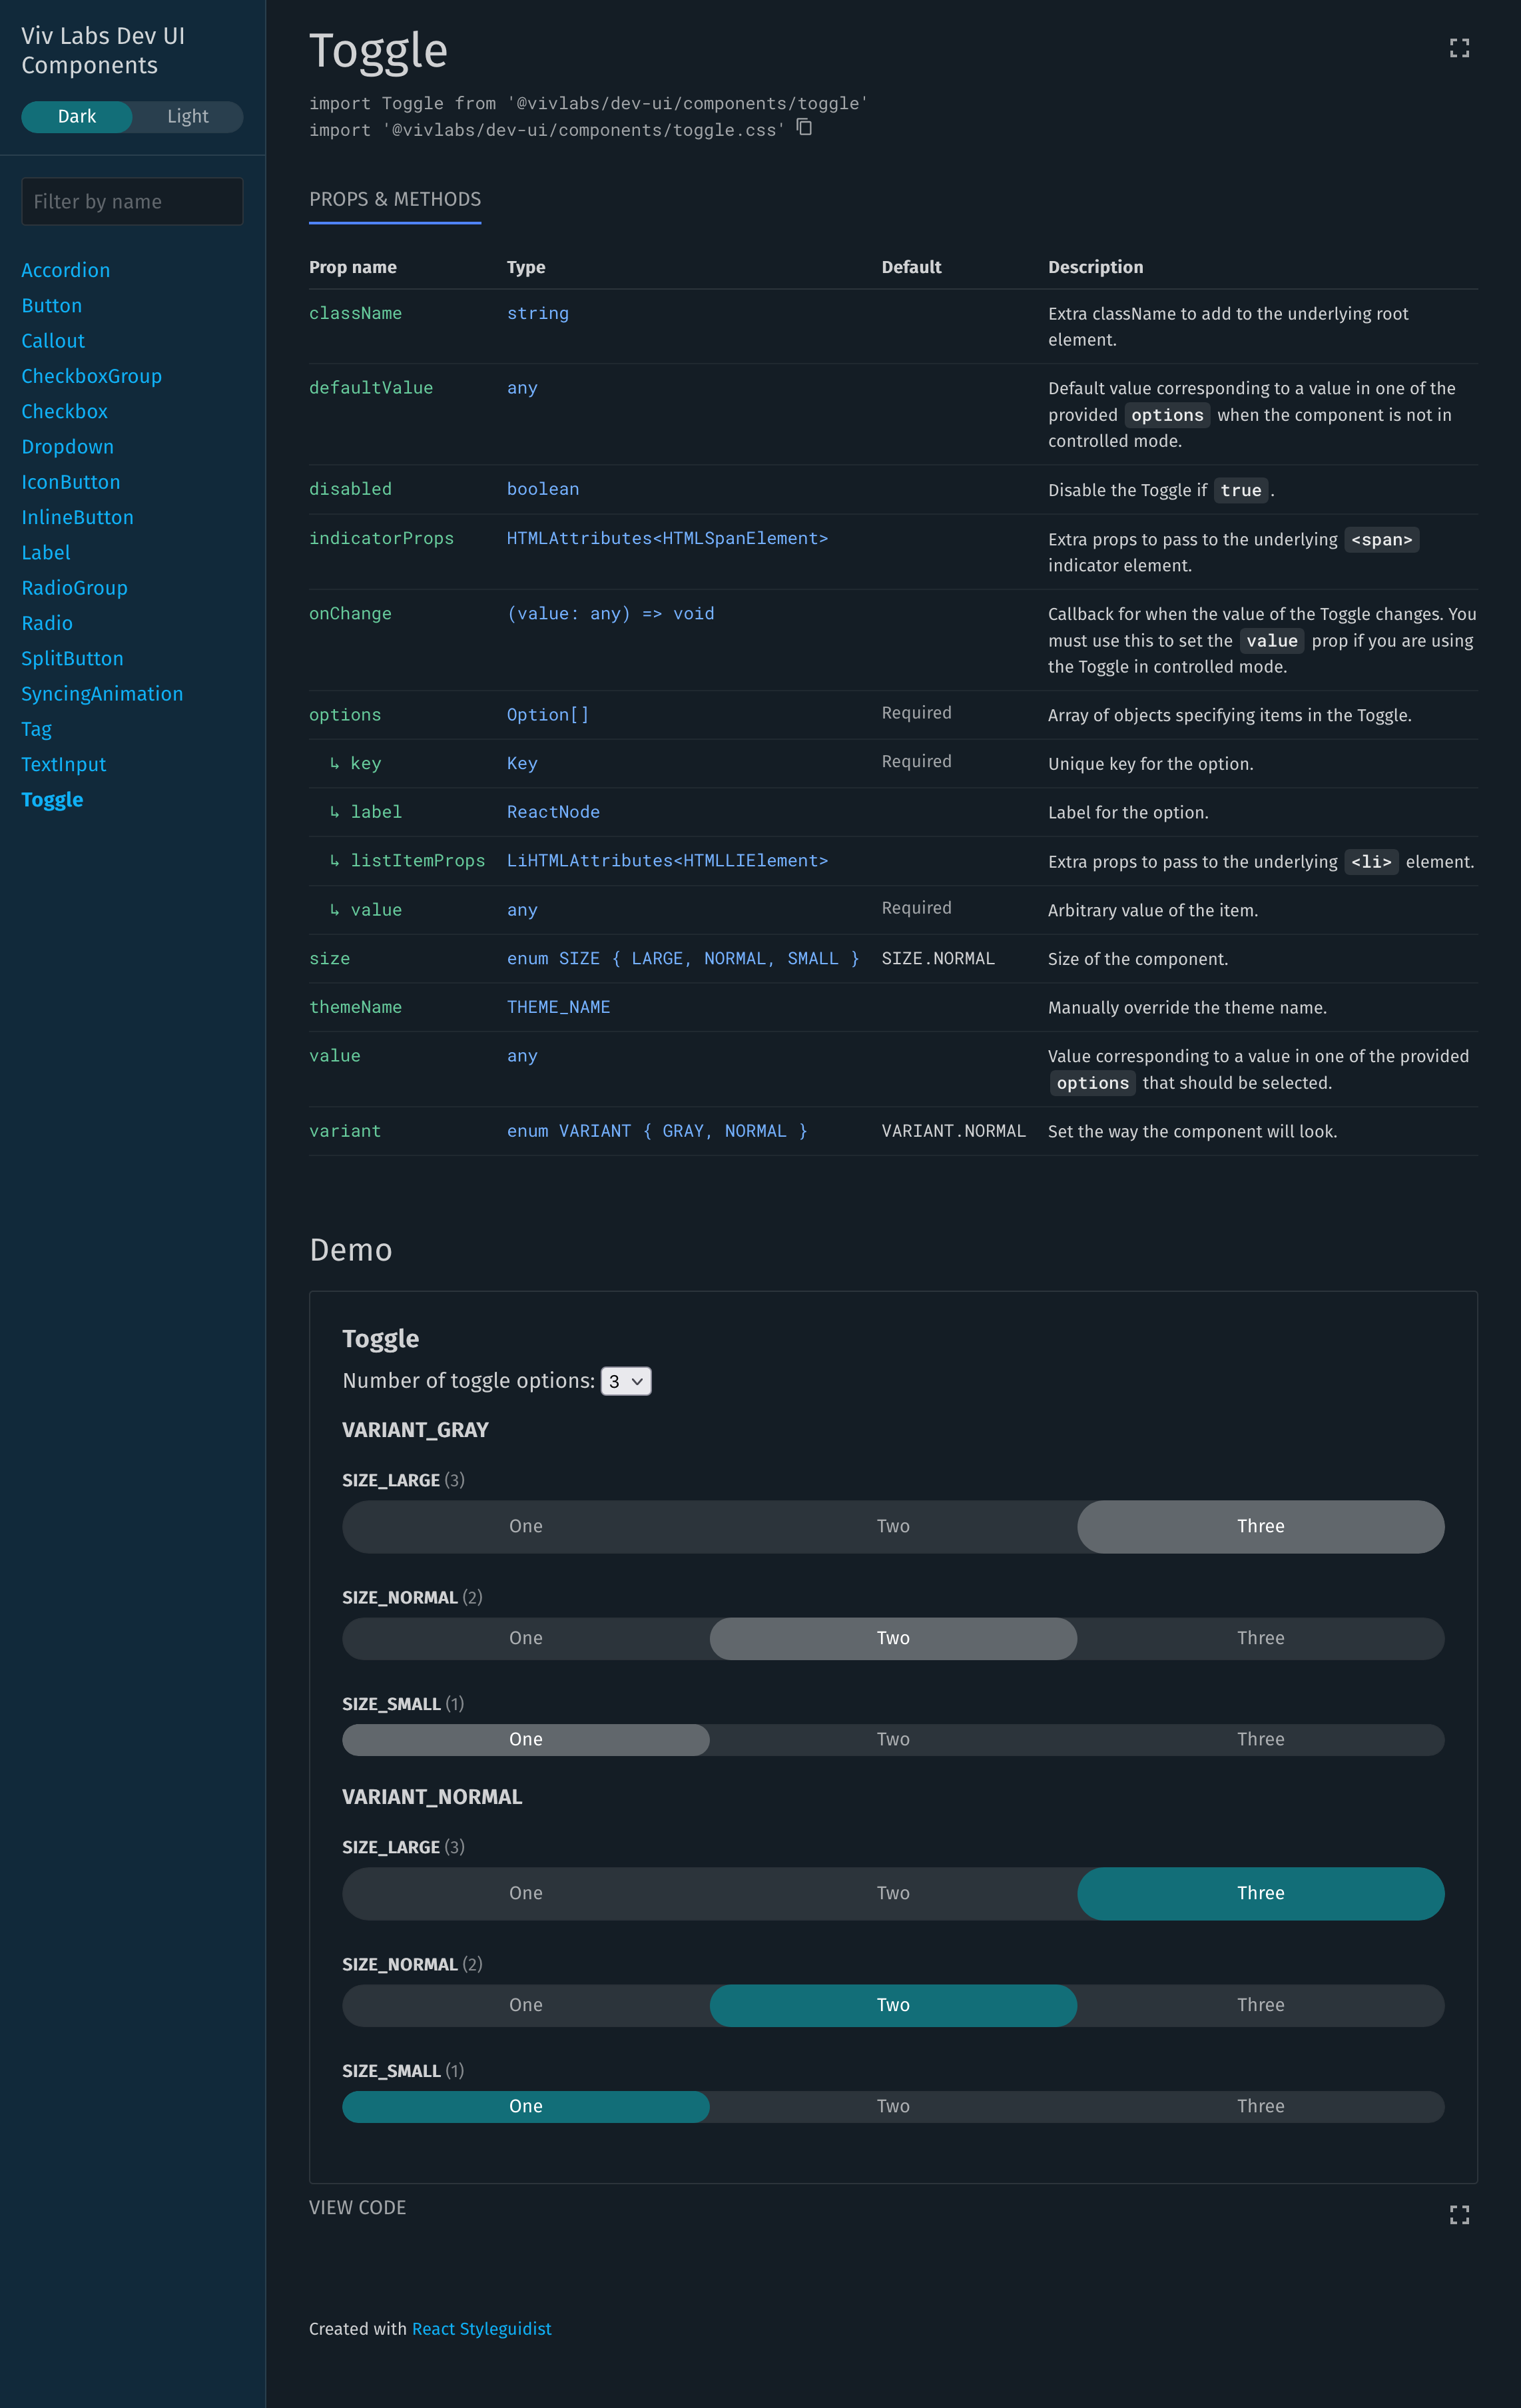 Viv Labs Dev UI
Components
Dark Light
Filter by name
Accordion
Button
Callout
CheckboxGroup
Checkbox
Dropdown
IconButton
InlineButton
Label
RadioGroup
Radio
SplitButton
SyncingAnimation
Tag
TextInput
Toggle
Toggle
import Toggle from '@vivlabs/dev-ui/components/toggle'
import '@vivlabs/dev-ui/components/toggle.css'
PROPS & METHODS
Prop name Type Default Description
className string Extra className to add to the underlying root
element.
defaultValue any Default value corresponding to a value in one of the
provided options when the component is not in
controlled mode.
disabled boolean Disable the Toggle if true.
indicatorProps HTMLAttributes<HTMLSpanElement> Extra props to pass to the underlying <span>
indicator element.
onChange (value: any) => void Callback for when the value of the Toggle changes. You
must use this to set the value prop if you are using
the Toggle in controlled mode.
options Option[] Required Array of objects specifying items in the Toggle.
↳ key Key Required Unique key for the option.
↳ label ReactNode Label for the option.
↳ listItemProps LiHTMLAttributes<HTMLLIElement> Extra props to pass to the underlying <li> element.
↳ value any Required Arbitrary value of the item.
size enum SIZE { LARGE, NORMAL, SMALL } SIZE.NORMAL Size of the component.
themeName THEME_NAME Manually override the theme name.
value any Value corresponding to a value in one of the provided
options that should be selected.
variant enum VARIANT { GRAY, NORMAL } VARIANT.NORMAL Set the way the component will look.
Demo
Toggle
Number of toggle options: 3
VARIANT_GRAY
SIZE_LARGE (3)
One Two Three
SIZE_NORMAL (2)
One Two Three
SIZE_SMALL (1)
One Two Three
VARIANT_NORMAL
SIZE_LARGE (3)
One Two Three
SIZE_NORMAL (2)
One Two Three
SIZE_SMALL (1)
One Two Three
VIEW CODE
Created with React Styleguidist